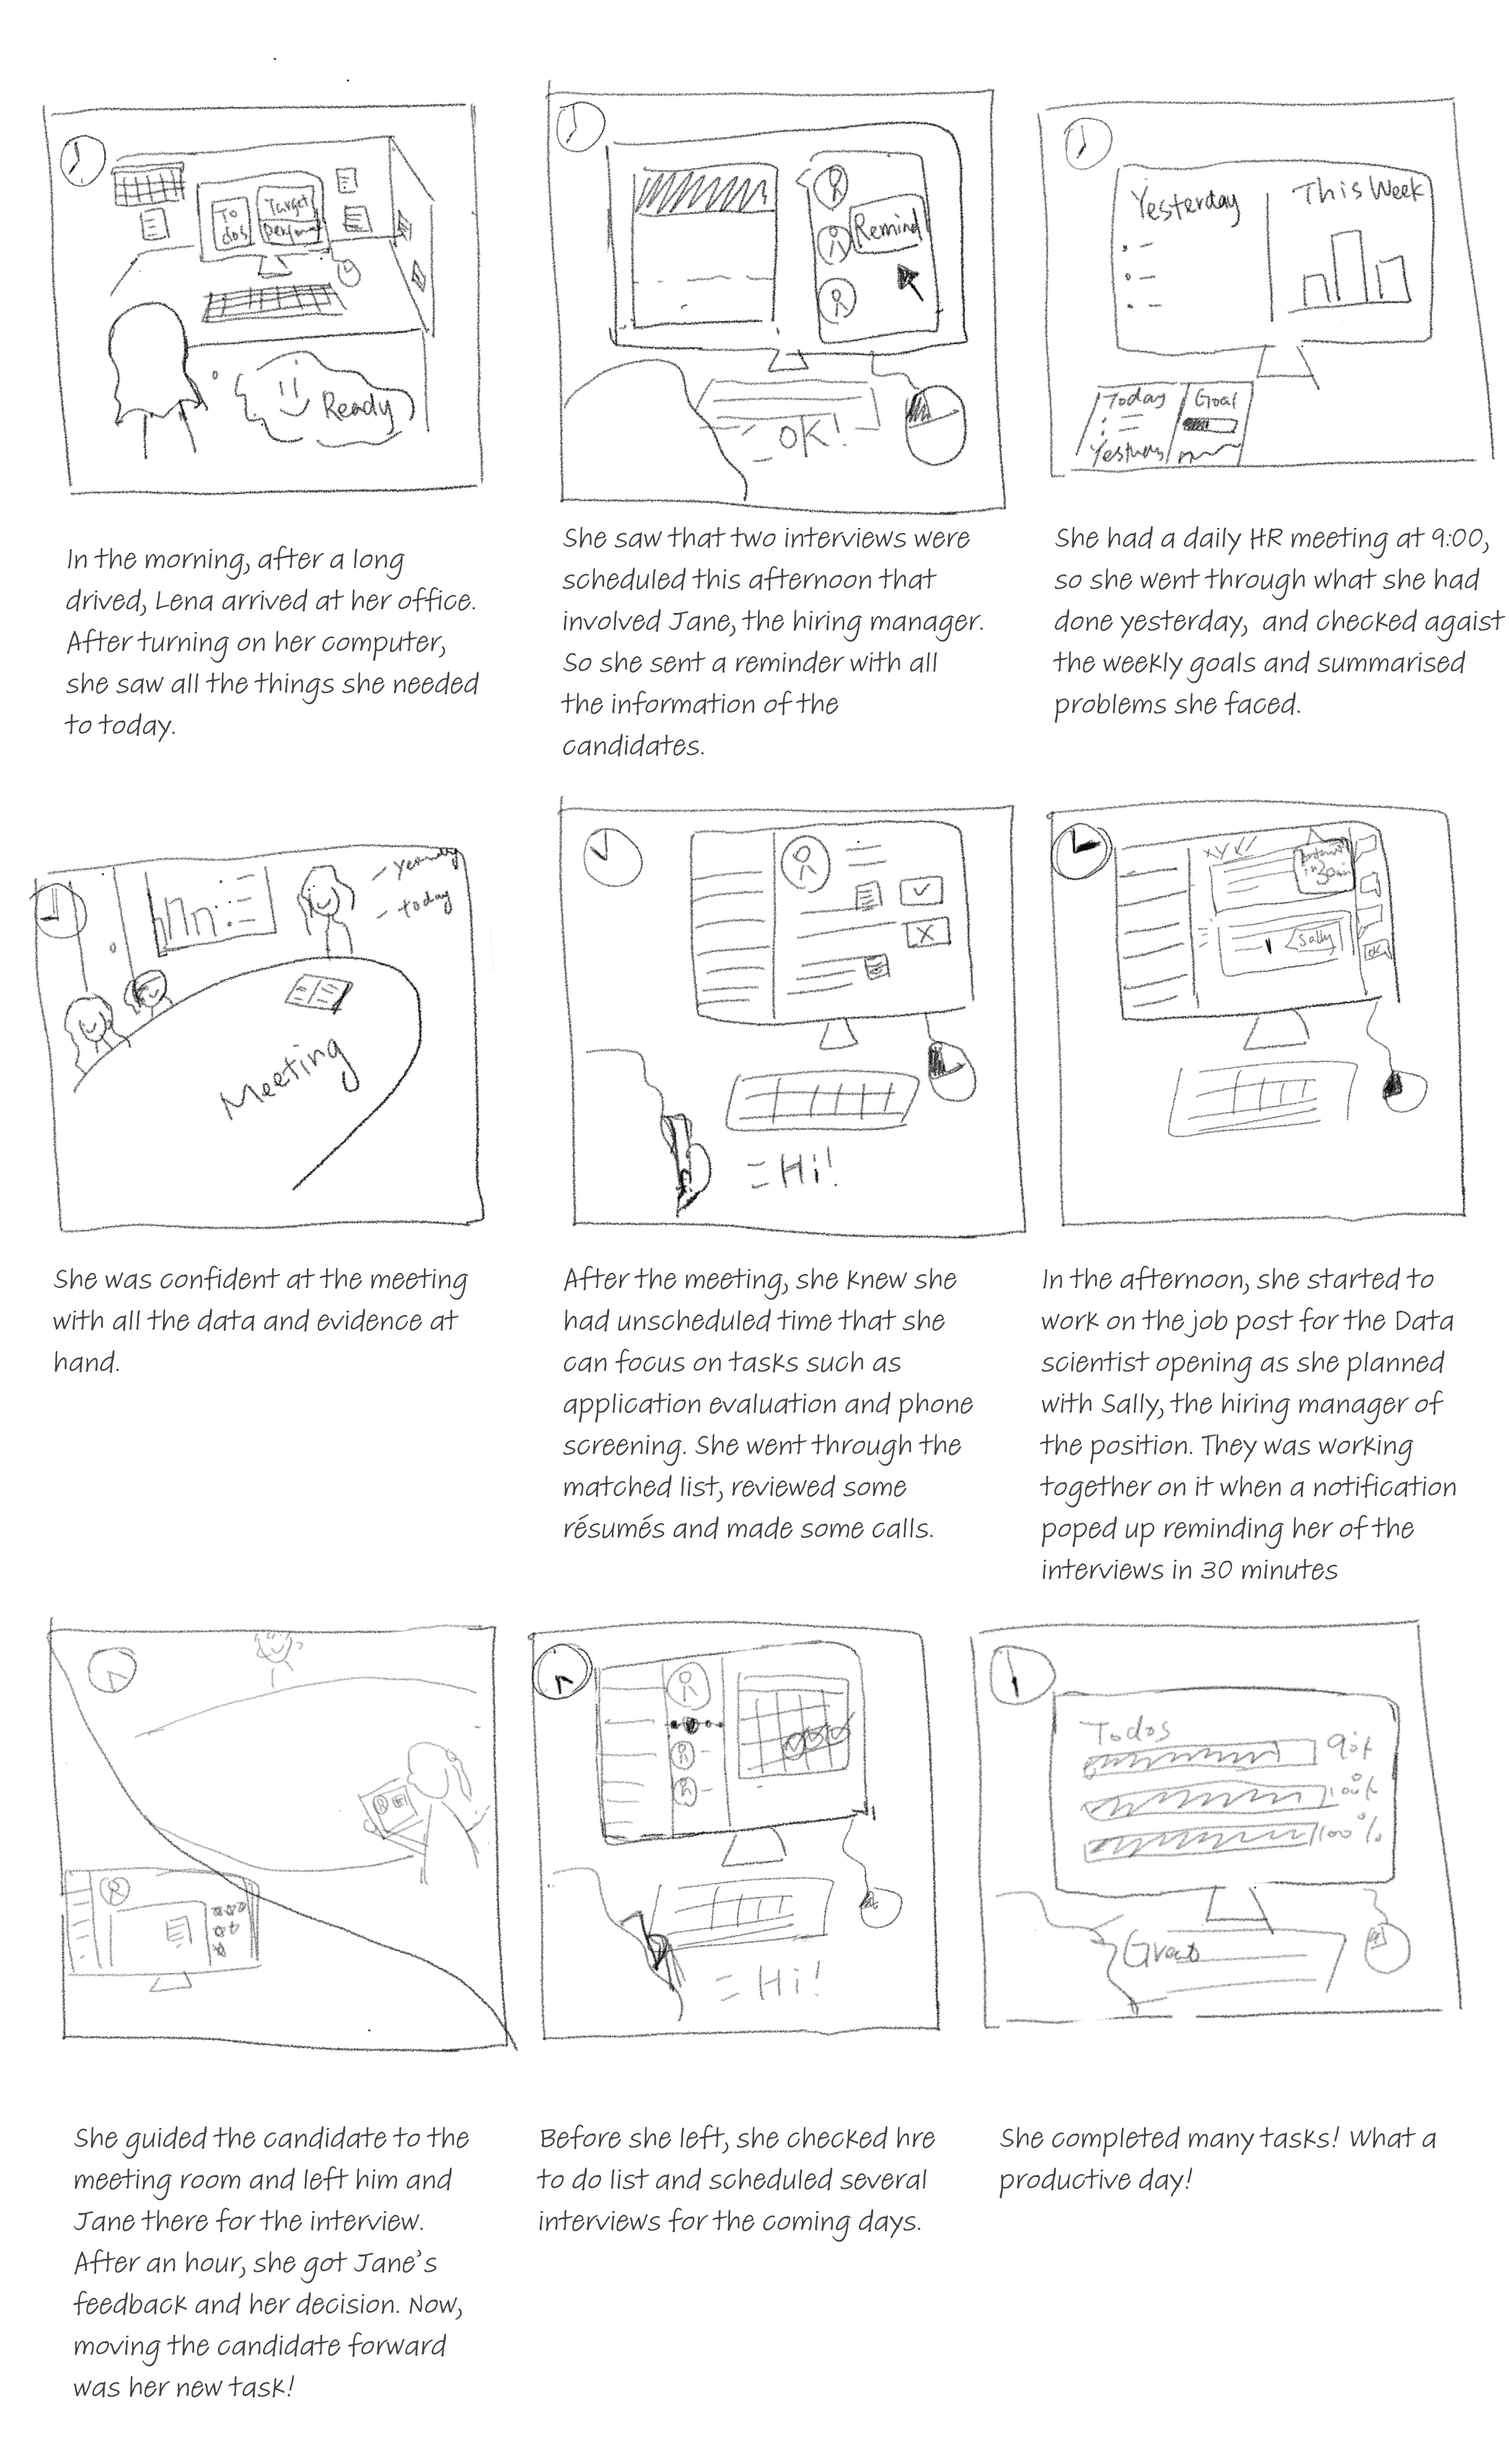 To
dos
Target
Ready
Remind
OK!
Yesterday
This Week
Today
Goal
In the morning, after a long
drived, Lena arrived at her office.
After turning on her computer,
she saw all the things she needed
to today.
She saw that two interviews were
scheduled this afternoon that
involved Jane, the hiring manager.
So she sent a reminder with all
the information of the
candidates.
She had a daily HR meeting at 9:00,
so she went through what she had
done yesterday, and checked agaist
the weekly goals and summarised
problems she faced.
- today
Meeting
= Hi!
in 30 min
Sally
OK
She was confident at the meeting
with all the data and evidence at
hand.
After the meeting, she knew she
had unscheduled time that she
can focus on tasks such as
application evaluation and phone
screening. She went through the
matched list, reviewed some
résumés and made some calls.
In the afternoon, she started to
work on the job post for the Data
scientist opening as she planned
with Sally, the hiring manager of
the position. They was working
together on it when a notification
poped up reminding her of the
interviews in 30 minutes
= Hi!
Todos
100%
100%
Great
She guided the candidate to the
meeting room and left him and
Jane there for the interview.
After an hour, she got Jane's
feedback and her decision. Now,
moving the candidate forward
was her new task!
Before she left, she checked hre
to do list and scheduled several
interviews for the coming days.
She completed many tasks! What a
productive day!